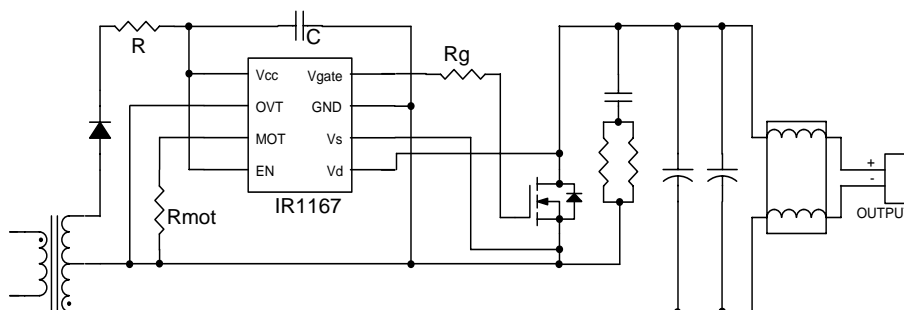 R
C
Rg
Vcc
Vgate
OVT
GND
MOT
Vs
EN
Vd
IR1167
Rmot
+
-
OUTPUT